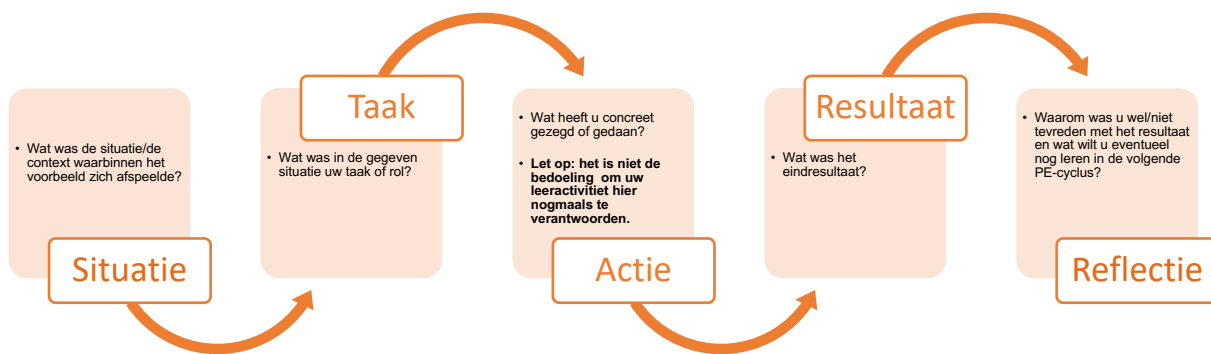 • Wat was de situatie/de
context waarbinnen het
voorbeeld zich afspeelde?
Situatie
Taak
• Wat was in de gegeven
situatie uw taak of rol?
• Wat heeft u concreet
gezegd of gedaan?
• Let op: het is niet de
bedoeling om uw
leeractivitiet hier
nogmaals te
verantwoorden.
Actie
Resultaat
• Wat was het
eindresultaat?
• Waarom was u wel/niet
tevreden met het resultaat
en wat wilt u eventueel
nog leren in de volgende
PE-cyclus?
Reflectie